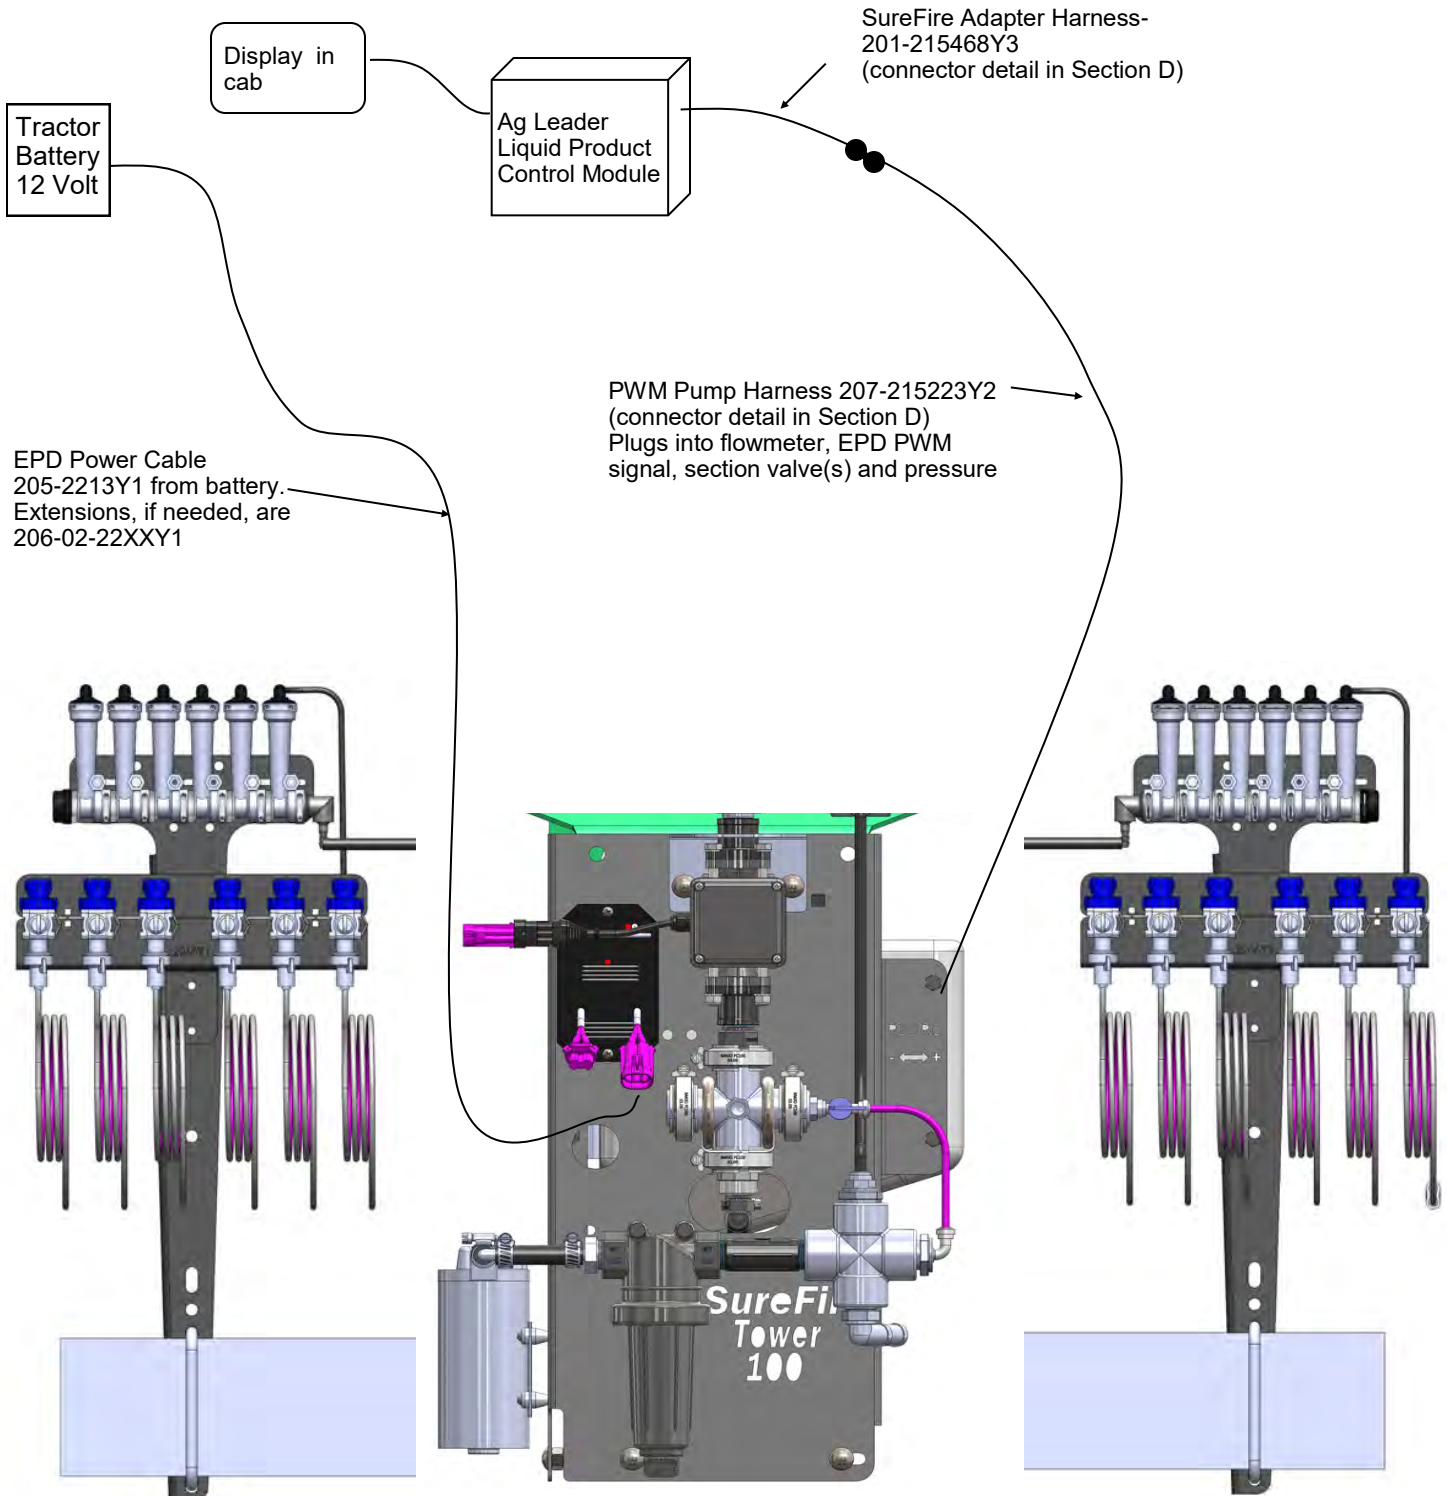 SureFire Adapter Harness-
201-215468Y3
(connector detail in Section D)
Display in
cab
Tractor
Battery
12 Volt
Ag Leader
Liquid Product
Control Module
PWM Pump Harness 207-215223Y2
(connector detail in Section D)
Plugs into flowmeter, EPD PWM
signal, section valve(s) and pressure
EPD Power Cable
205-2213Y1 from battery.
Extensions, if needed, are
206-02-22XXY1
- +
SureFi
Tower
100